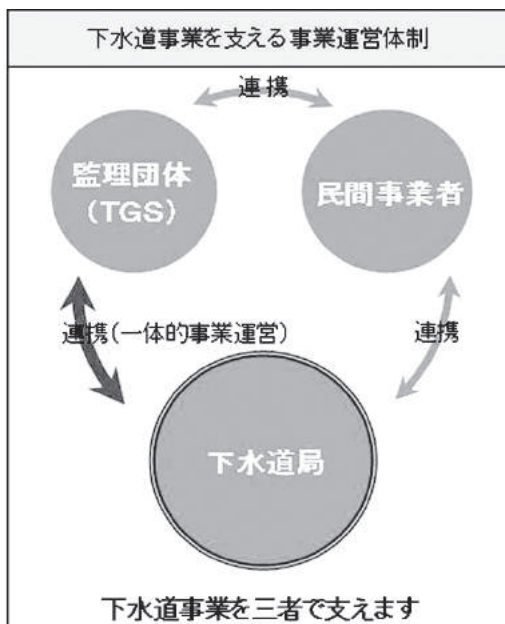 下水道事業を支える事業運営体制
連携
監理団体
(TGS)
民間事業者
連携(一体的事業運営)
連携
下水道局
下水道事業を三者で支えます